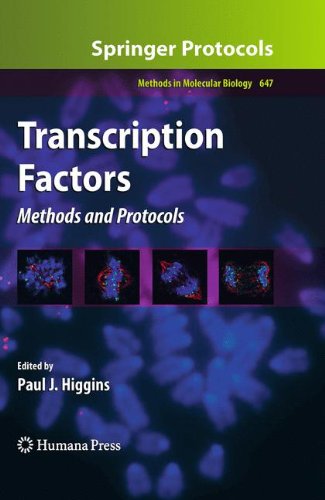 Springer Protocols
Methods in Molecular Biology 647
Transcription
Factors
Methods and Protocols
Edited by
Paul J. Higgins
Humana Press